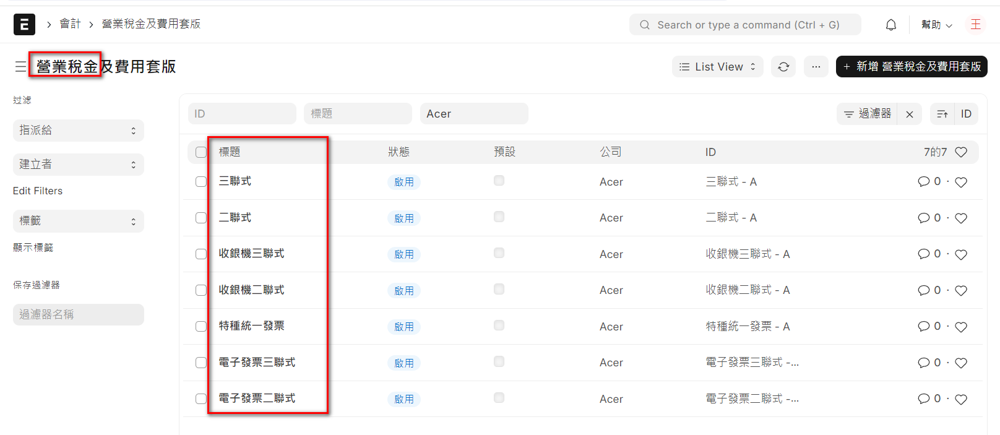 E
會計
營業稅金及費用套版
Search or type a command (Ctrl + G)
幫助
王
營業稅金及費用套版
List View
...
+ 新增 營業稅金及費用套版
过滤
指派給
建立者
Edit Filters
標籤
顯示標籤
保存過濾器
過濾器名稱
ID
標題
Acer
過濾器
ID
標題 狀態 預設 公司 ID 7的7
三聯式 啟用 Acer 三聯式 - A 0 ·
二聯式 啟用 Acer 二聯式 - A 0 ·
收銀機三聯式 啟用 Acer 收銀機三聯式 - A 0 ·
收銀機二聯式 啟用 Acer 收銀機二聯式 - A 0 ·
特種統一發票 啟用 Acer 特種統一發票 - A 0 ·
電子發票三聯式 啟用 Acer 電子發票三聯式 -... 0 ·
電子發票二聯式 啟用 Acer 電子發票二聯式 -... 0 ·